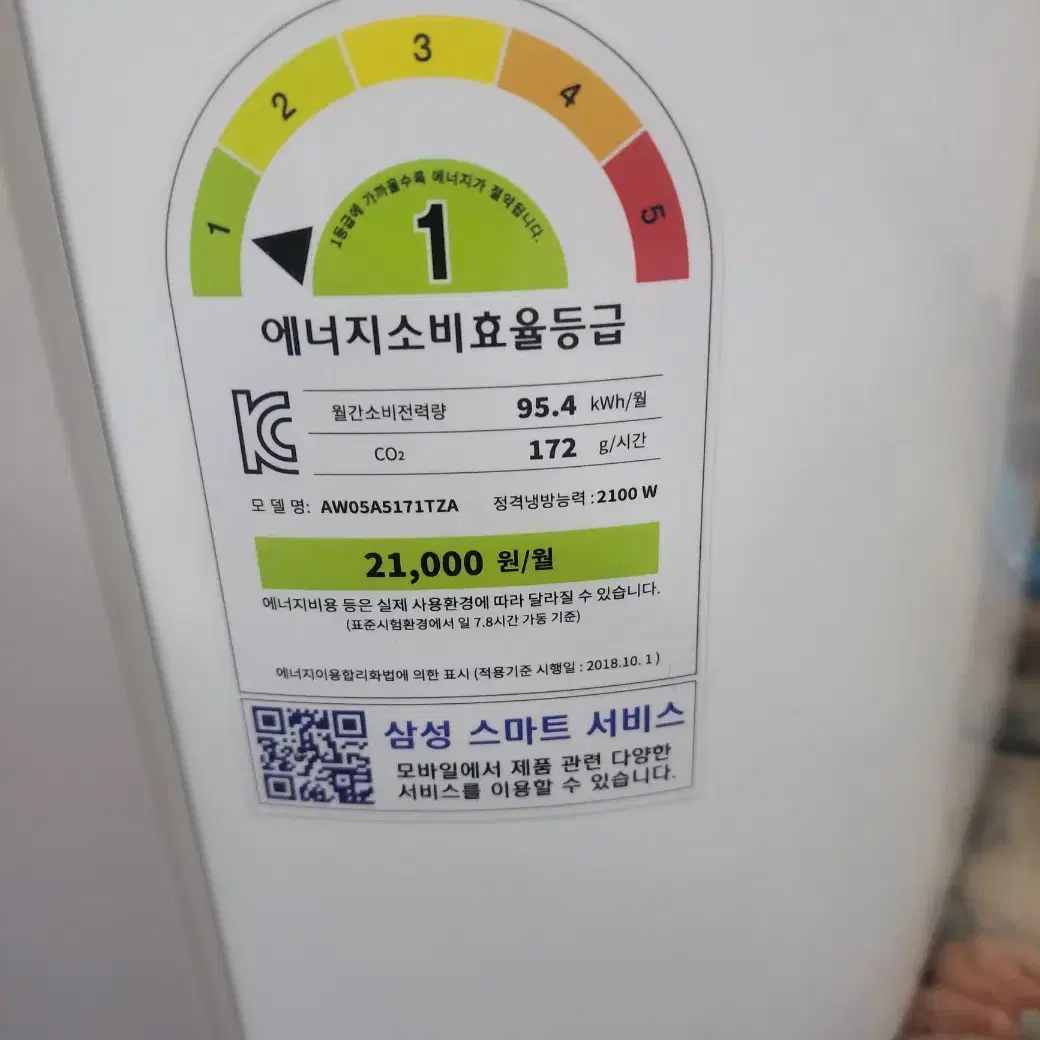 1
2
3
4
5
1등급에 가까울수록 에너지가 절약됩니다.
1
에너지소비효율등급
월간소비전력량 95.4 kWh/월
CO₂ 172 g/시간
모 델 명: AW05A5171TZA 정격냉방능력 : 2100 W
21,000 원/월
에너지비용 등은 실제 사용환경에 따라 달라질 수 있습니다.
(표준시험환경에서 일 7.8시간 가동 기준)
에너지이용합리화법에 의한 표시 (적용기준 시행일 : 2018.10. 1 )
삼성 스마트 서비스
모바일에서 제품 관련 다양한
서비스를 이용할 수 있습니다.